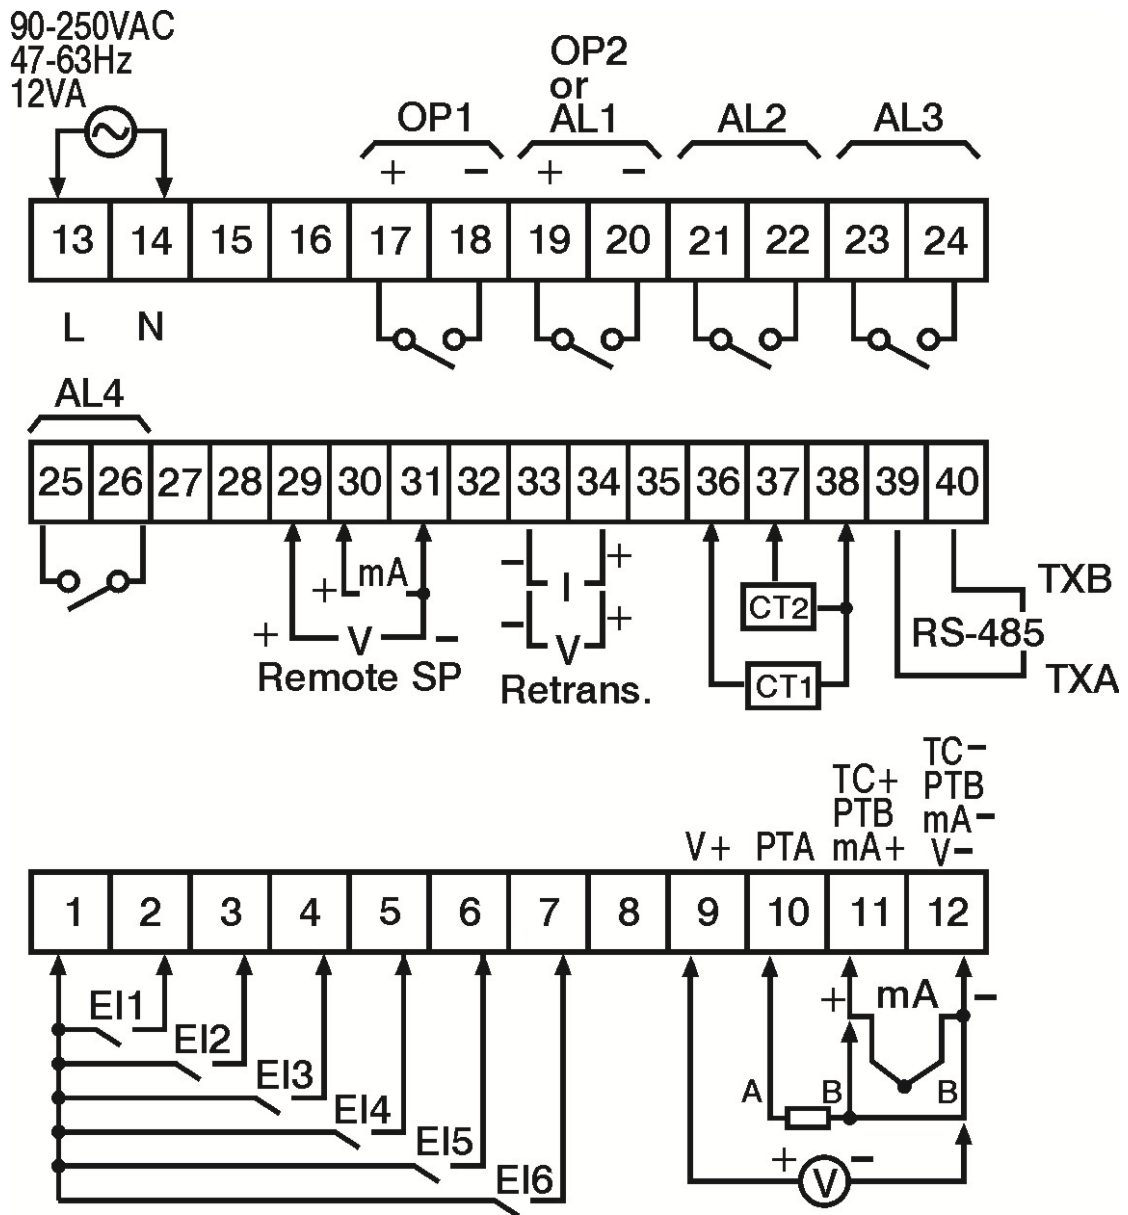 90-250VAC
47-63Hz
12VA
OP1
OP2
or
AL1
AL2
AL3
+ − + −
13 14 15 16 17 18 19 20 21 22 23 24
L N
AL4
25 26 27 28 29 30 31 32 33 34 35 36 37 38 39 40
+ mA
+ V −
Remote SP
− I +
− V +
Retrans.
CT2
CT1
TXB
RS-485
TXA
V+
PTA
TC+
PTB
mA+
TC−
PTB
mA−
V−
1 2 3 4 5 6 7 8 9 10 11 12
EI1
EI2
EI3
EI4
EI5
EI6
+ mA −
A B B
+ V −